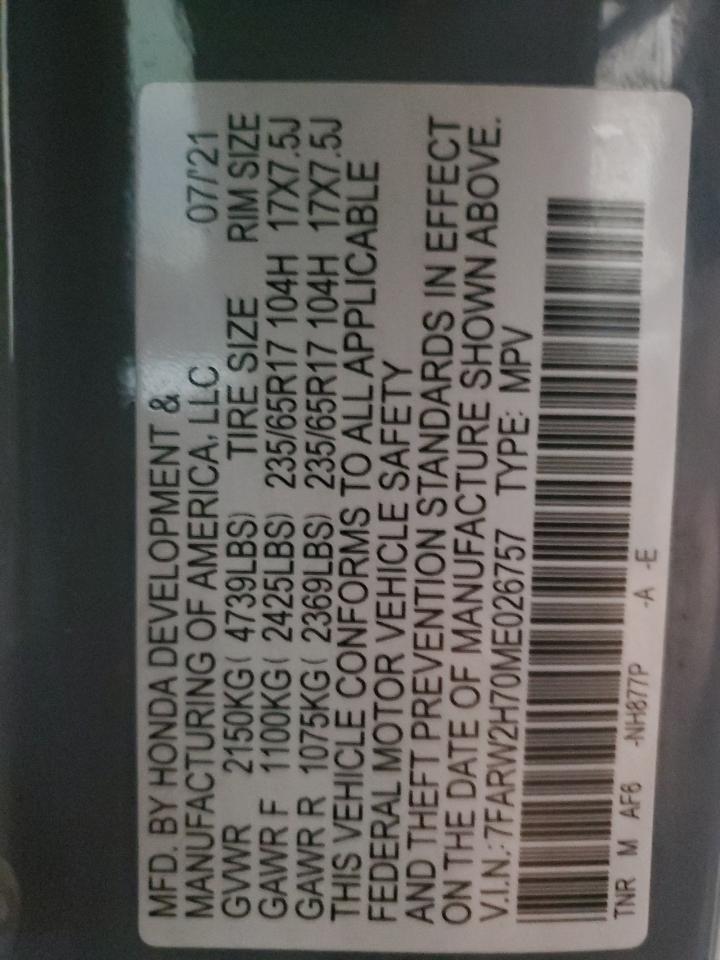 MFD. BY HONDA DEVELOPMENT &
MANUFACTURING OF AMERICA, LLC 07/'21
GVWR 2150KG( 4739LBS) TIRE SIZE RIM SIZE
GAWR F 1100KG( 2425LBS) 235/65R17 104H 17X7.5J
GAWR R 1075KG( 2369LBS) 235/65R17 104H 17X7.5J
THIS VEHICLE CONFORMS TO ALL APPLICABLE
FEDERAL MOTOR VEHICLE SAFETY
AND THEFT PREVENTION STANDARDS IN EFFECT
ON THE DATE OF MANUFACTURE SHOWN ABOVE.
V.I.N.:7FARW2H70ME026757 TYPE: MPV
TNR M AF6 -NH877P -A -E